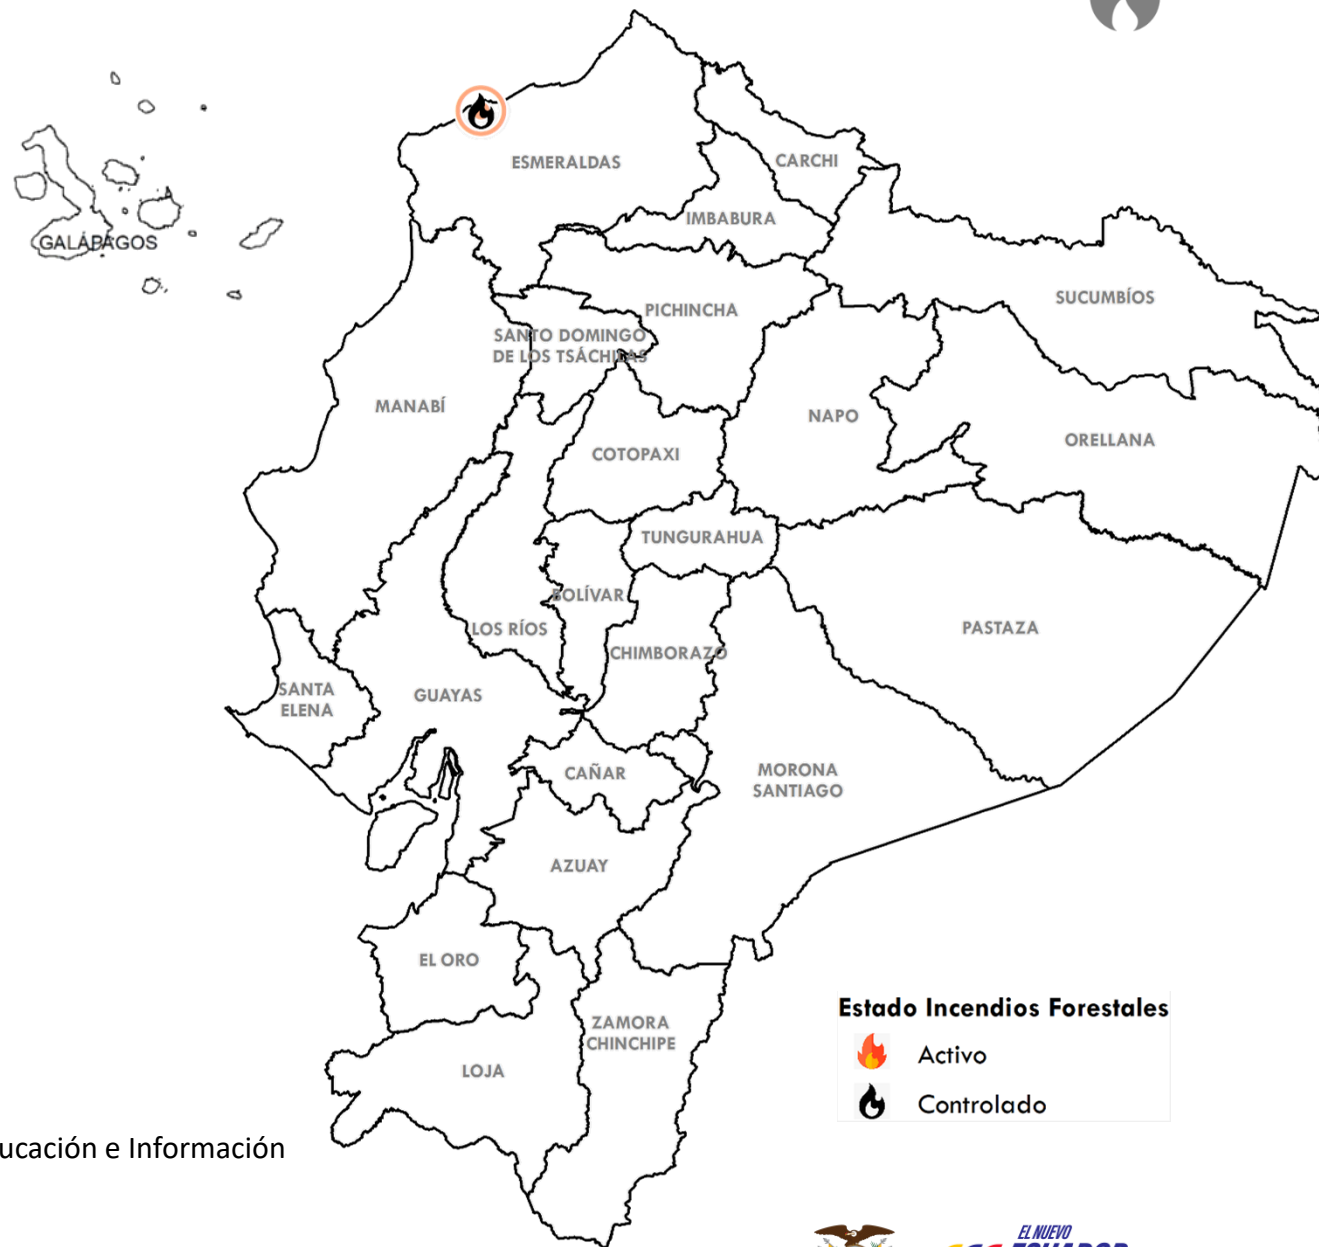 ESMERALDAS
CARCHI
IMBABURA
GALÁPAGOS
SUCUMBÍOS
PICHINCHA
SANTO DOMINGO
DE LOS TSÁCHILAS
MANABÍ
NAPO
ORELLANA
COTOPAXI
TUNGURAHUA
BOLÍVAR
LOS RÍOS
PASTAZA
CHIMBORAZO
SANTA
ELENA
GUAYAS
CAÑAR
MORONA
SANTIAGO
AZUAY
EL ORO
ZAMORA
CHINCHIPE
LOJA
Estado Incendios Forestales
Activo
Controlado
ucación e Información
EL NUEVO
ECUADOR